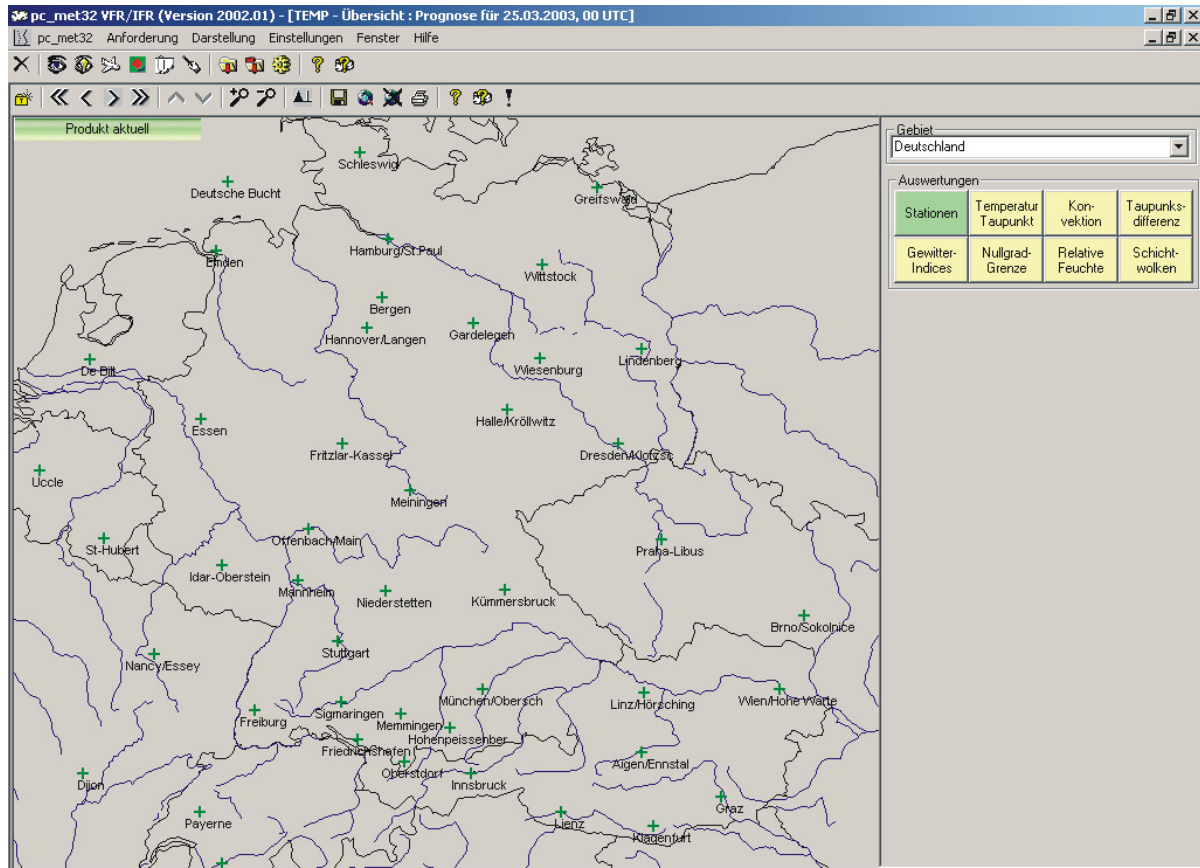 pc_met32 VFR/IFR (Version 2002.01) - [TEMP - Übersicht : Prognose für 25.03.2003, 00 UTC]
pc_met32 Anforderung Darstellung Einstellungen Fenster Hilfe
Produkt aktuell
Gebiet
Deutschland
Auswertungen
Stationen
Temperatur Taupunkt
Kon-
vektion
Taupunks-
differenz
Gewitter-
Indices
Nullgrad-
Grenze
Relative
Feuchte
Schicht-
wolken
Schleswig
Deutsche Bucht
Greifswald
Hamburg/St.Paul
Emden
Wittstock
Bergen
Hannover/Langen
Gardelegen
De Bilt
Wiesenburg
Lindenberg
Essen
Halle/Kröllwitz
Fritzlar-Kassel
Dresden/Klotzsc
Uccle
Meiningen
St-Hubert
Offenbach-Main
Praha-Libus
Idar-Oberstein
Mannheim
Niederstetten
Kümmersbruck
Brno/Sokolnice
Stuttgart
Nancy/Essey
München/Obersch
Linz/Hörsching
Wien/Hohe Warte
Freiburg
Sigmaringen
Memmingen
Hohenpeissenber
Friedrichshafen
Oberstdorf
Innsbruck
Aigen/Ennstal
Dijon
Payerne
Lienz
Graz
Klagenfurt